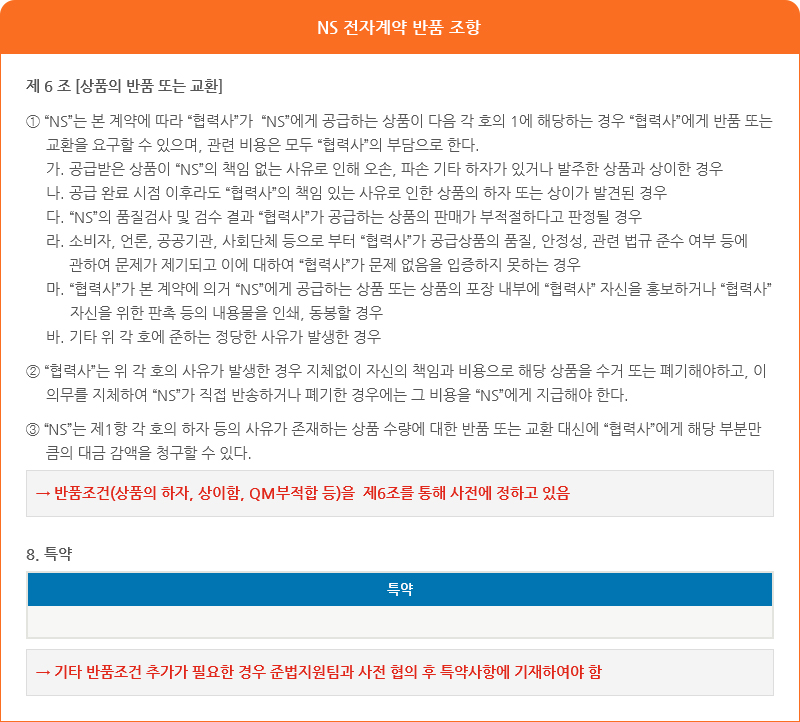 NS 전자계약 반품 조항
제 6 조 [상품의 반품 또는 교환]
① “NS”는 본 계약에 따라 “협력사”가 “NS”에게 공급하는 상품이 다음 각 호의 1에 해당하는 경우 “협력사”에게 반품 또는
교환을 요구할 수 있으며, 관련 비용은 모두 “협력사”의 부담으로 한다.
가. 공급받은 상품이 “NS”의 책임 없는 사유로 인해 오손, 파손 기타 하자가 있거나 발주한 상품과 상이한 경우
나. 공급 완료 시점 이후라도 “협력사”의 책임 있는 사유로 인한 상품의 하자 또는 상이가 발견된 경우
다. “NS”의 품질검사 및 검수 결과 “협력사”가 공급하는 상품의 판매가 부적절하다고 판정될 경우
라. 소비자, 언론, 공공기관, 사회단체 등으로 부터 “협력사”가 공급상품의 품질, 안정성, 관련 법규 준수 여부 등에
관하여 문제가 제기되고 이에 대하여 “협력사”가 문제 없음을 입증하지 못하는 경우
마. “협력사”가 본 계약에 의거 “NS”에게 공급하는 상품 또는 상품의 포장 내부에 “협력사” 자신을 홍보하거나 “협력사”
자신을 위한 판촉 등의 내용물을 인쇄, 동봉할 경우
바. 기타 위 각 호에 준하는 정당한 사유가 발생한 경우
② “협력사”는 위 각 호의 사유가 발생한 경우 지체없이 자신의 책임과 비용으로 해당 상품을 수거 또는 폐기해야하고, 이
의무를 지체하여 “NS”가 직접 반송하거나 폐기한 경우에는 그 비용을 “NS”에게 지급해야 한다.
③ “NS”는 제1항 각 호의 하자 등의 사유가 존재하는 상품 수량에 대한 반품 또는 교환 대신에 “협력사”에게 해당 부분만
큼의 대금 감액을 청구할 수 있다.
→ 반품조건(상품의 하자, 상이함, QM부적합 등)을 제6조를 통해 사전에 정하고 있음
8. 특약
특약
→ 기타 반품조건 추가가 필요한 경우 준법지원팀과 사전 협의 후 특약사항에 기재하여야 함